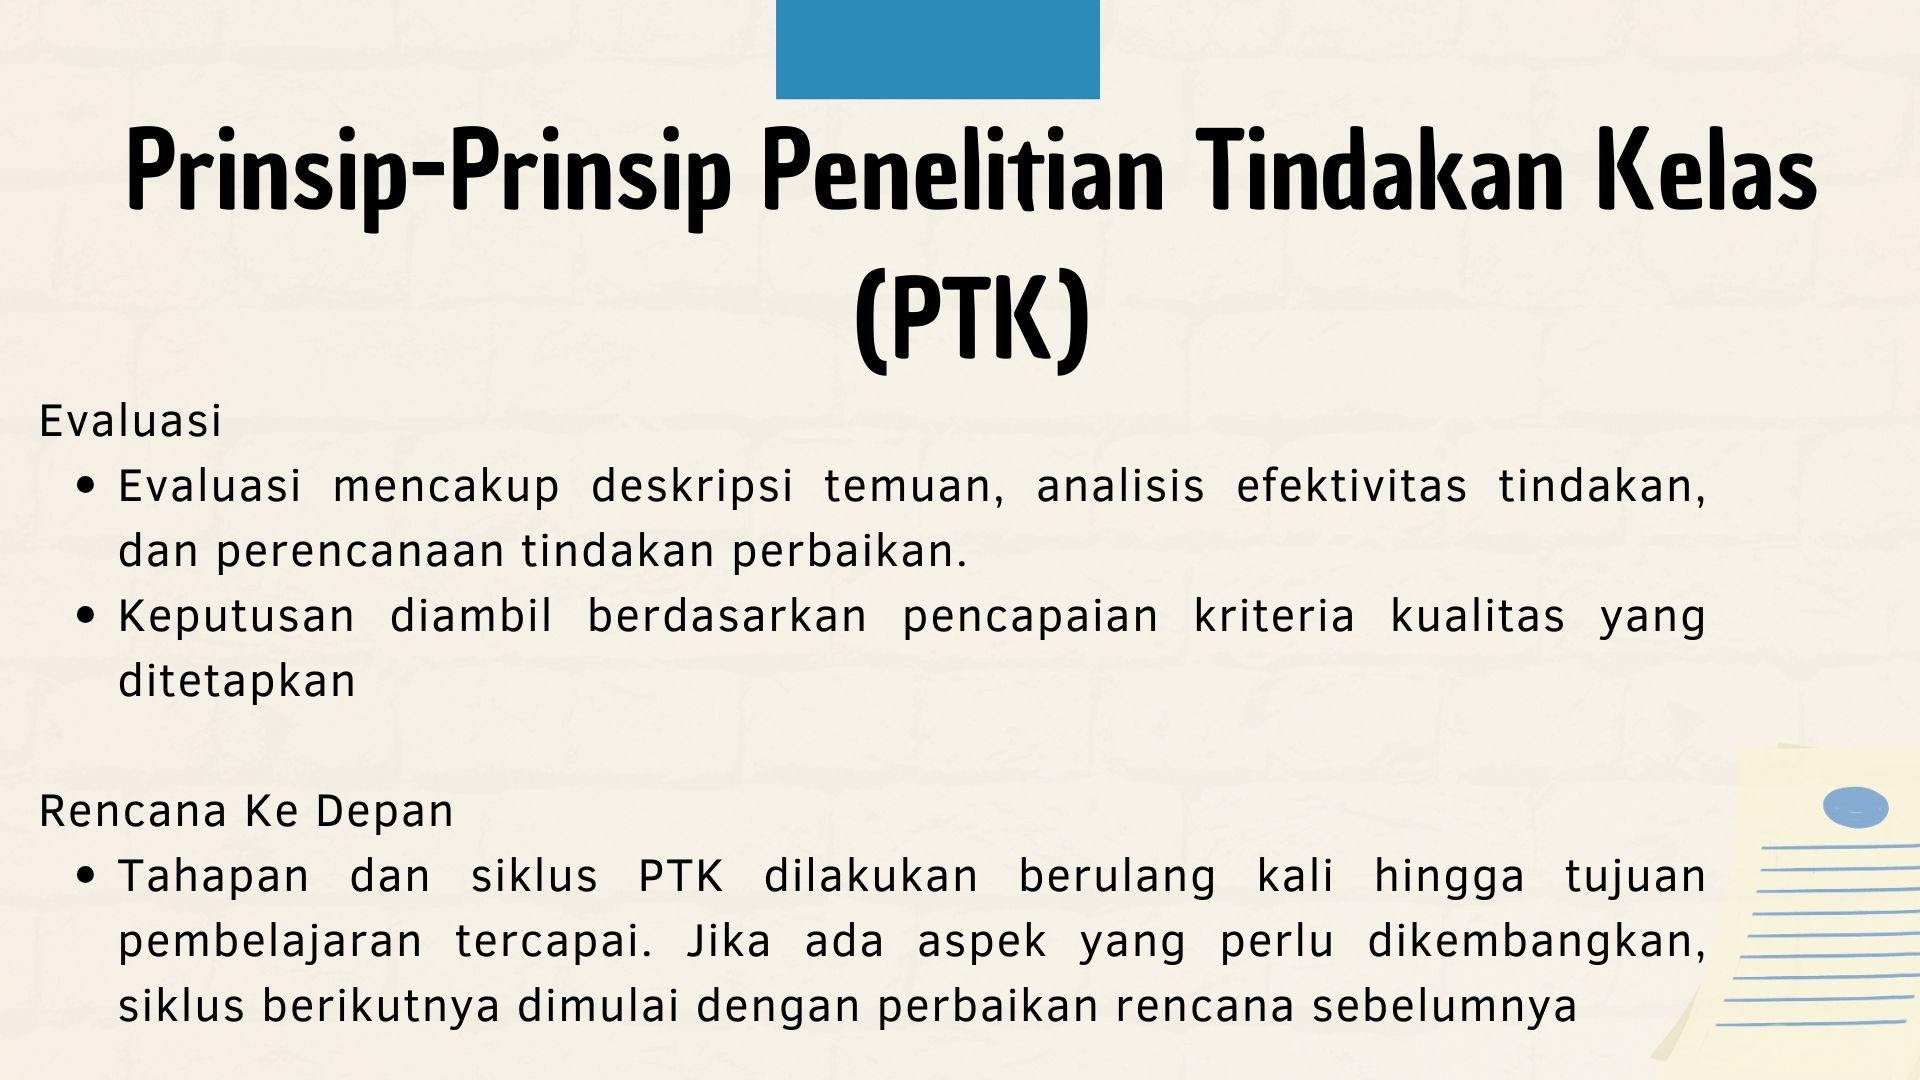 Prinsip-Prinsip Penelitian Tindakan Kelas
(PTK)
Evaluasi
• Evaluasi mencakup deskripsi temuan, analisis efektivitas tindakan,
dan perencanaan tindakan perbaikan.
• Keputusan diambil berdasarkan pencapaian kriteria kualitas yang
ditetapkan
Rencana Ke Depan
• Tahapan dan siklus PTK dilakukan berulang kali hingga tujuan
pembelajaran tercapai. Jika ada aspek yang perlu dikembangkan,
siklus berikutnya dimulai dengan perbaikan rencana sebelumnya